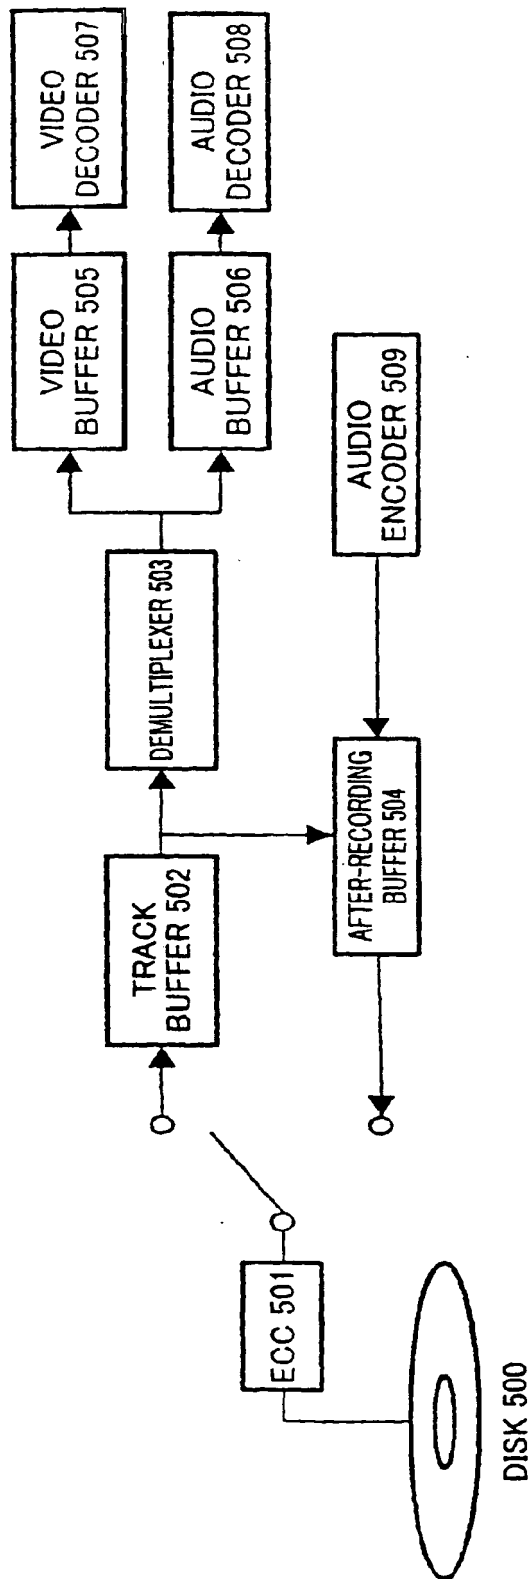 DISK 500
ECC 501
TRACK
BUFFER 502
DEMULTIPLEXER 503
AFTER-RECORDING
BUFFER 504
VIDEO
BUFFER 505
AUDIO
BUFFER 506
VIDEO
DECODER 507
AUDIO
DECODER 508
AUDIO
ENCODER 509